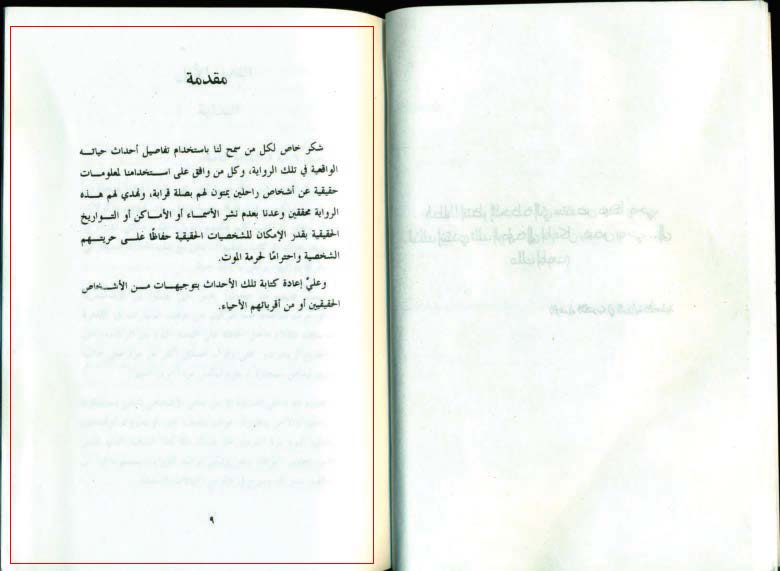 مقدمة
شكر خاص لكل من سمح لنا باستخدام تفاصيل أحداث حياته
الواقعية في تلك الرواية، وكل من وافق على استخدامنا لمعلومات
حقيقية عن أشخاص راحلين يمتون لهم بصلة قرابة، ونهدي لهم هذه
الرواية محققين وعدنا بعدم نشر الأسماء أو الأماكن أو التواريخ
الحقيقية بقدر الإمكان للشخصيات الحقيقية حفاظًا على حريتهم
الشخصية واحترامًا لحرمة الموت.
وعليَّ إعادة كتابة تلك الأحداث بتوجيهات من الأشخاص
الحقيقيين أو من أقربائهم الأحياء.
٩